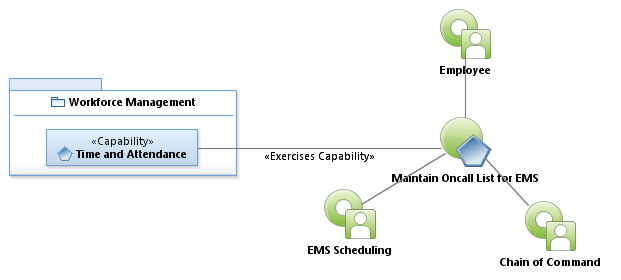 Employee
Workforce Management
«Capability»
Time and Attendance
«Exercises Capability»
Maintain Oncall List for EMS
EMS Scheduling
Chain of Command